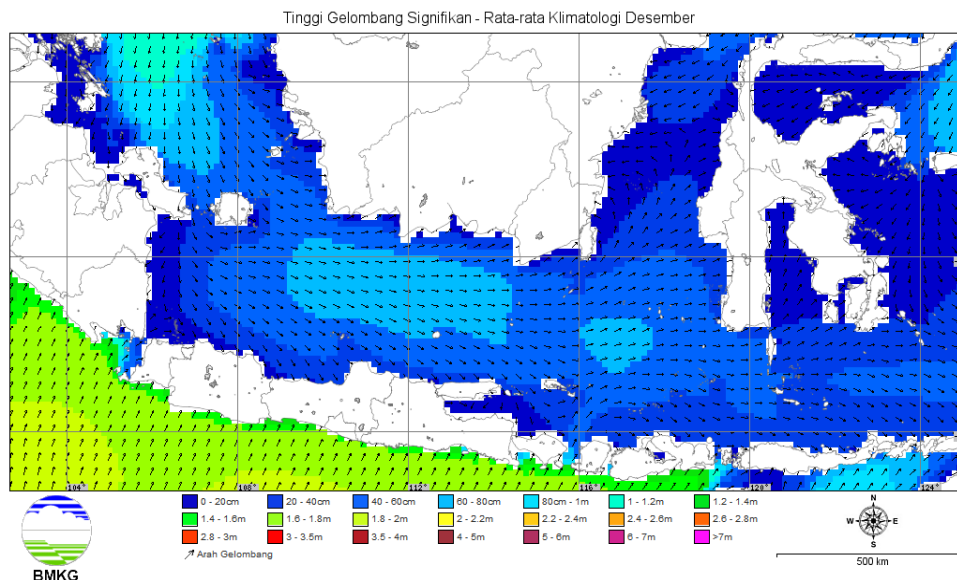 Tinggi Gelombang Signifikan - Rata-rata Klimatologi Desember
104° 108° 112° 116° 120° 124°
0 - 20cm 20 - 40cm 40 - 60cm 60 - 80cm 80cm - 1m 1 - 1.2m 1.2 - 1.4m
1.4 - 1.6m 1.6 - 1.8m 1.8 - 2m 2 - 2.2m 2.2 - 2.4m 2.4 - 2.6m 2.6 - 2.8m
2.8 - 3m 3 - 3.5m 3.5 - 4m 4 - 5m 5 - 6m 6 - 7m >7m
Arah Gelombang
N
W E
S
500 km
BMKG